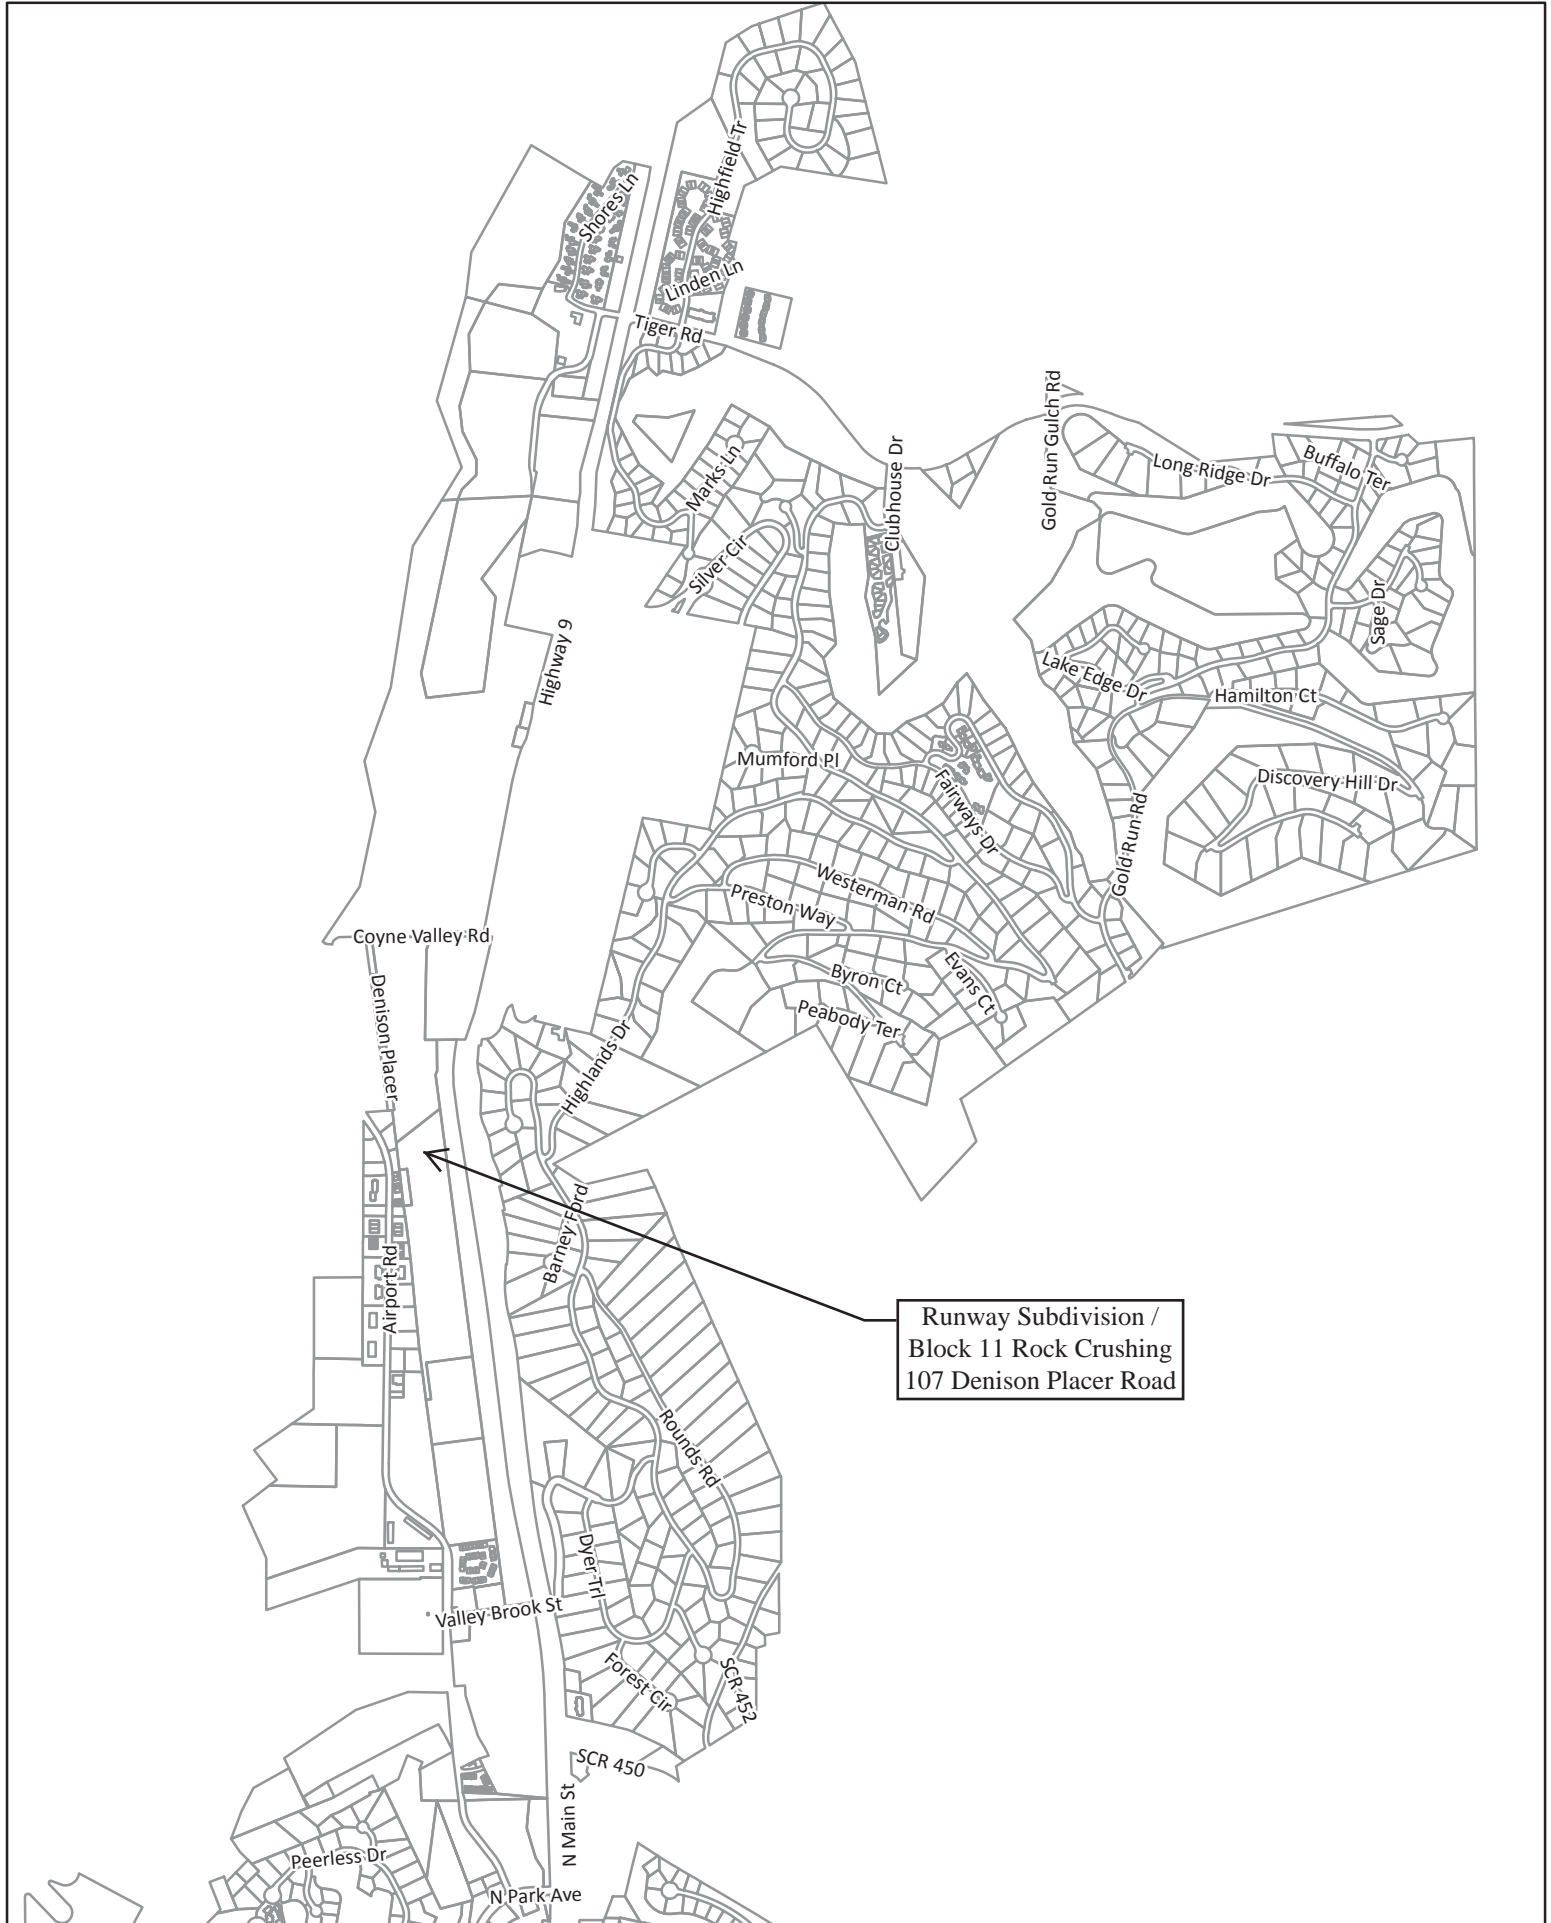 Highfield Tr
Shores Ln
Linden Ln
Tiger Rd
Gold Run Gulch Rd
Clubhouse Dr
Long Ridge Dr
Buffalo Ter
Marks Ln
Silver Cir
Sage Dr
Highway 9
Lake Edge Dr
Hamilton Ct
Mumford Pl
Fairways Dr
Discovery Hill Dr
Gold Run Rd
Westerman Rd
Preston Way
Coyne Valley Rd
Evans Ct
Byron Ct
Denison Placer
Peabody Ter
Highlands Dr
Barney Ford
Airport Rd
Runway Subdivision /
Block 11 Rock Crushing
107 Denison Placer Road
Rounds Rd
Dyer Trl
Valley Brook St
Forest Cir
SCR 452
SCR 450
N Main St
Peerless Dr
N Park Ave